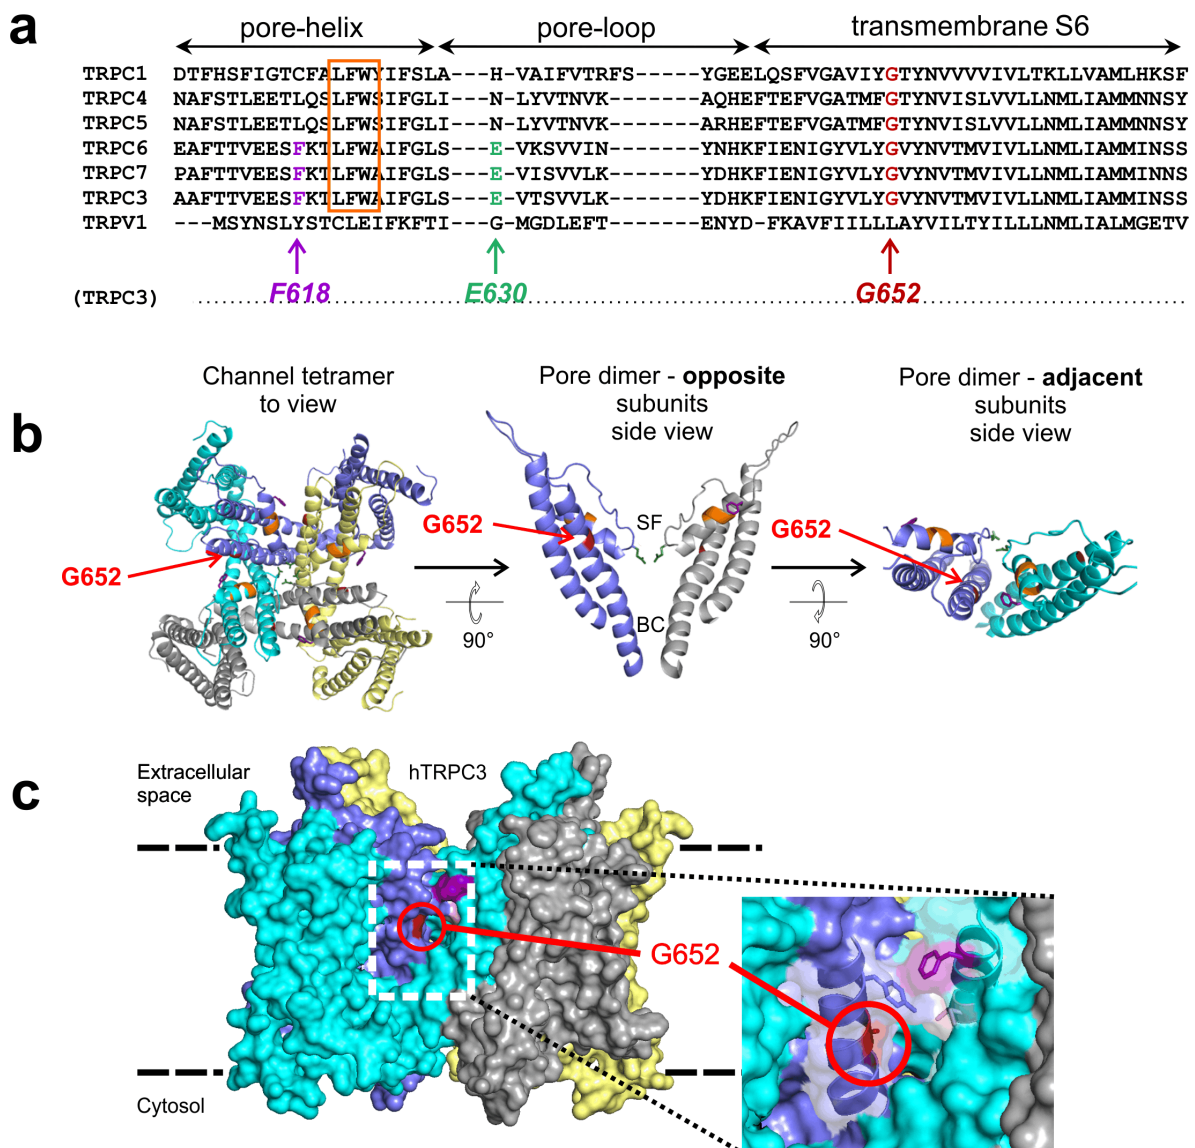 a
pore-helix pore-loop transmembrane S6
TRPC1 DTFHSFIGTCFALFWYIFSLA---H-VAIFVTRFS-----YGEELQSFVGAVIYGTYNVVVVIVLTKLLVAMLHKSF
TRPC4 NAFSTLEETLQSLFWSIFGLI---N-LYVTNVK-------AQHEFTEFVGATMFGTYNVISLVVLLNMLIAMMNNSY
TRPC5 NAFSTLEETLQSLFWSIFGLI---N-LYVTNVK-------ARHEFTEFVGATMFGTYNVISLVVLLNMLIAMMNNSY
TRPC6 EAFTTVEESFKTLFWAIFGLS---E-VKSVVIN-------YNHKFIENIGYVLYGVYNVTMVIVLLNMLIAMINSS
TRPC7 PAFTTVEESFKTLFWAIFGLS---E-VISVVLK-------YDHKFIENIGYVLYGVYNVTMVVVLLNMLIAMINNS
TRPC3 AAFTTVEESFKTLFWAIFGLS---E-VTSVVLK-------YDHKFIENIGYVLYGVYNVTMVIVLLNMLIAMINSS
TRPV1 ---MSYNSLYSTCLEIFKFTI---G-MGDLEFT-------ENYD-FKAVFIILLLAYVILTYILLLNMLIALMGETV
F618 E630 G652
(TRPC3)
b
Channel tetramer
to view
Pore dimer - opposite
subunits
side view
Pore dimer - adjacent
subunits
side view
G652
G652
SF
BC
G652
90°
90°
c
Extracellular
space
hTRPC3
G652
Cytosol